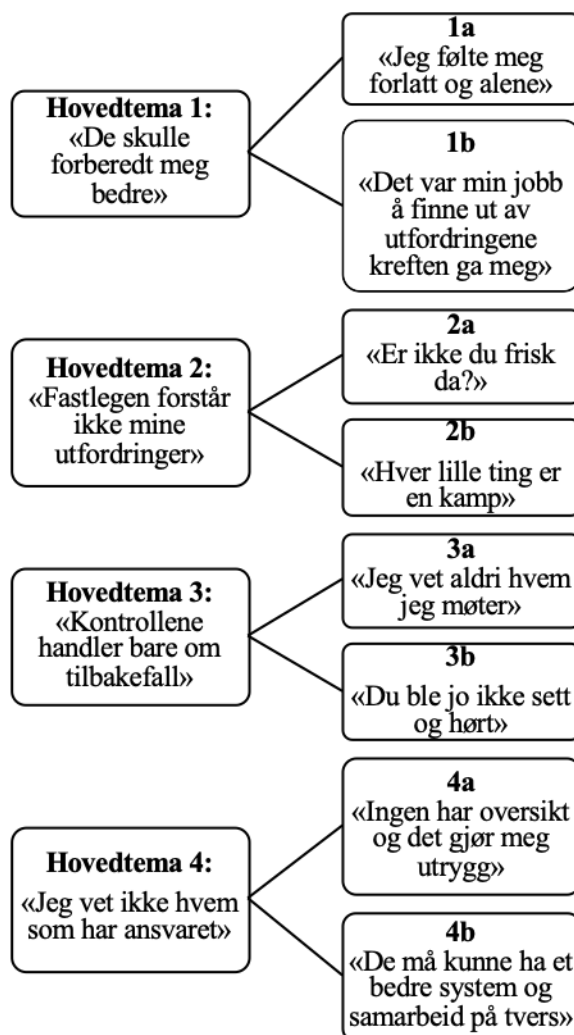 Hovedtema 1:
«De skulle
forberedt meg
bedre»
1a
«Jeg følte meg
forlatt og alene»
1b
«Det var min jobb
å finne ut av
utfordringene
kreften ga meg»
Hovedtema 2:
«Fastlegen forstår
ikke mine
utfordringer»
2a
«Er ikke du frisk
da?»
2b
«Hver lille ting er
en kamp»
Hovedtema 3:
«Kontrollene
handler bare om
tilbakefall»
3a
«Jeg vet aldri hvem
jeg møter»
3b
«Du ble jo ikke sett
og hørt»
Hovedtema 4:
«Jeg vet ikke hvem
som har ansvaret»
4a
«Ingen har oversikt
og det gjør meg
utrygg»
4b
«De må kunne ha et
bedre system og
samarbeid på tvers»